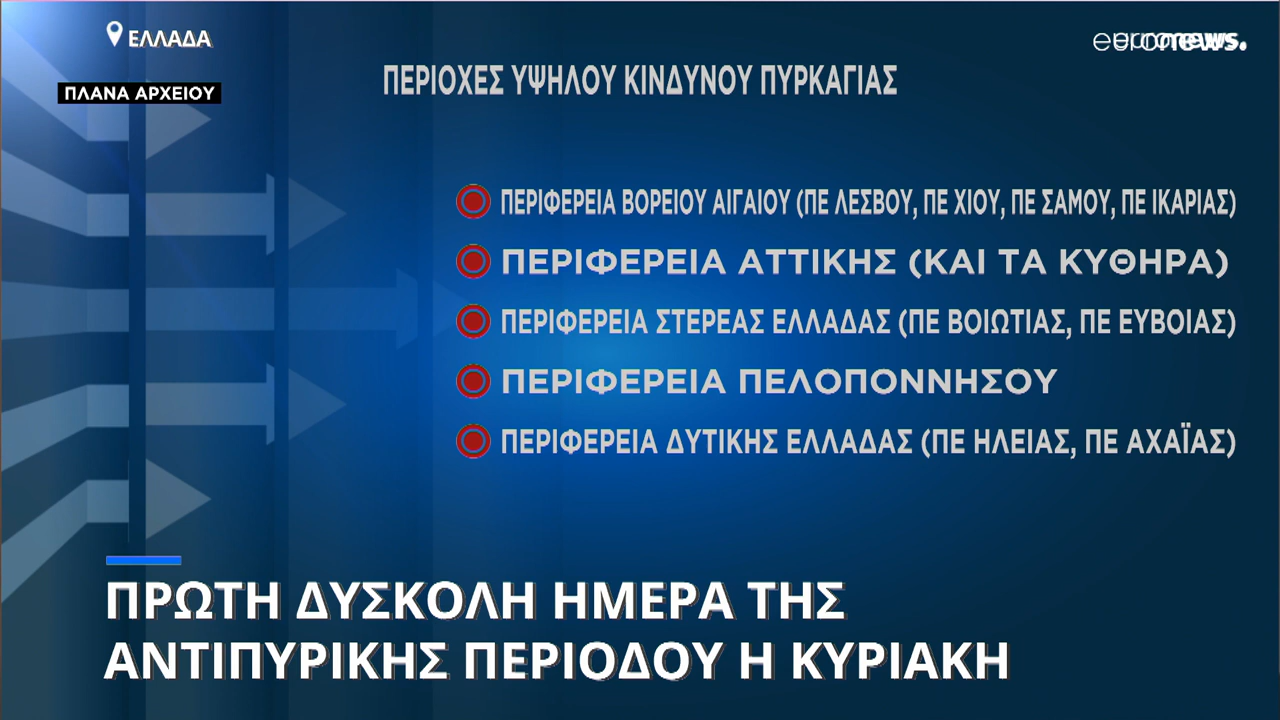 ΕΛΛΑΔΑ
euronews.
ΠΕΡΙΟΧΕΣ ΥΨΗΛΟΥ ΚΙΝΔΥΝΟΥ ΠΥΡΚΑΓΙΑΣ
ΠΛΑΝΑ ΑΡΧΕΙΟΥ
ΠΕΡΙΦΕΡΕΙΑ ΒΟΡΕΙΟΥ ΑΙΓΑΙΟΥ (ΠΕ ΛΕΣΒΟΥ, ΠΕ ΧΙΟΥ, ΠΕ ΣΑΜΟΥ, ΠΕ ΙΚΑΡΙΑΣ)
ΠΕΡΙΦΕΡΕΙΑ ΑΤΤΙΚΗΣ (ΚΑΙ ΤΑ ΚΥΘΗΡΑ)
ΠΕΡΙΦΕΡΕΙΑ ΣΤΕΡΕΑΣ ΕΛΛΑΔΑΣ (ΠΕ ΒΟΙΩΤΙΑΣ, ΠΕ ΕΥΒΟΙΑΣ)
ΠΕΡΙΦΕΡΕΙΑ ΠΕΛΟΠΟΝΝΗΣΟΥ
ΠΕΡΙΦΕΡΕΙΑ ΔΥΤΙΚΗΣ ΕΛΛΑΔΑΣ (ΠΕ ΗΛΕΙΑΣ, ΠΕ ΑΧΑΪΑΣ)
ΠΡΩΤΗ ΔΥΣΚΟΛΗ ΗΜΕΡΑ ΤΗΣ
ΑΝΤΙΠΥΡΙΚΗΣ ΠΕΡΙΟΔΟΥ Η ΚΥΡΙΑΚΗ